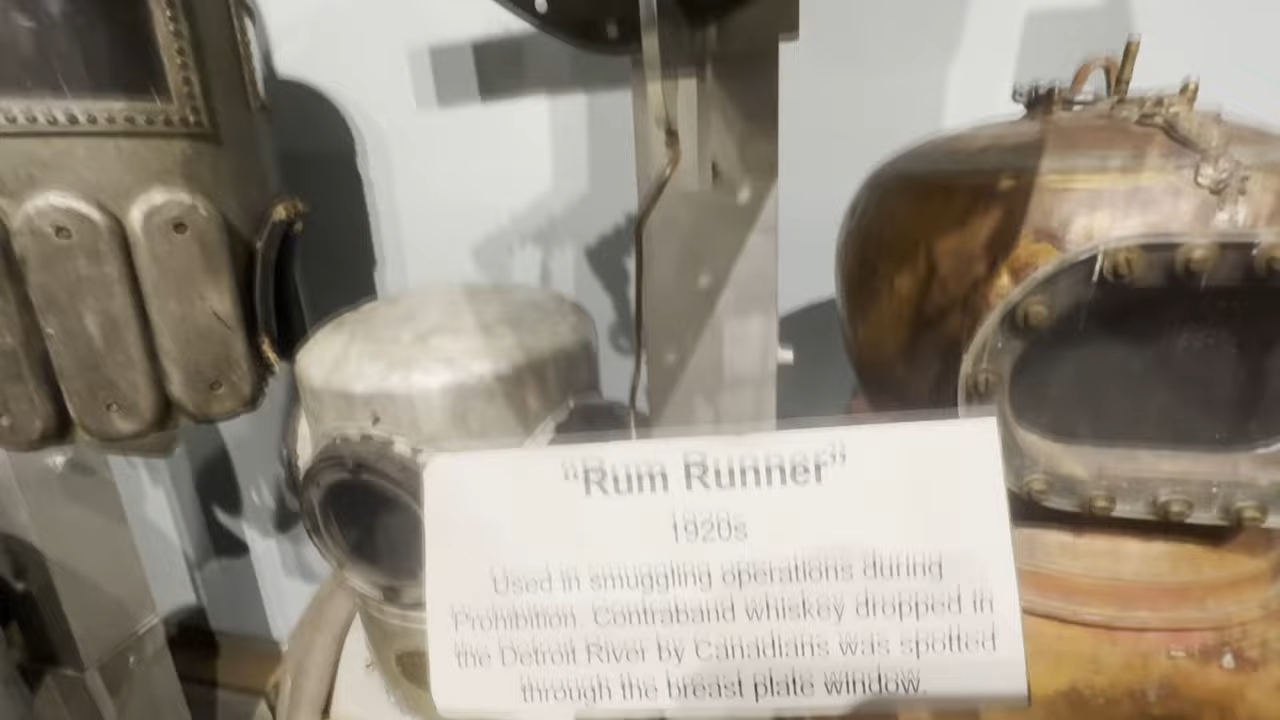 “Rum Runner”
1920s
Used in smuggling operations during
Prohibition. Contraband whiskey dropped in
the Detroit River by Canadians was spotted
through the breast plate window.